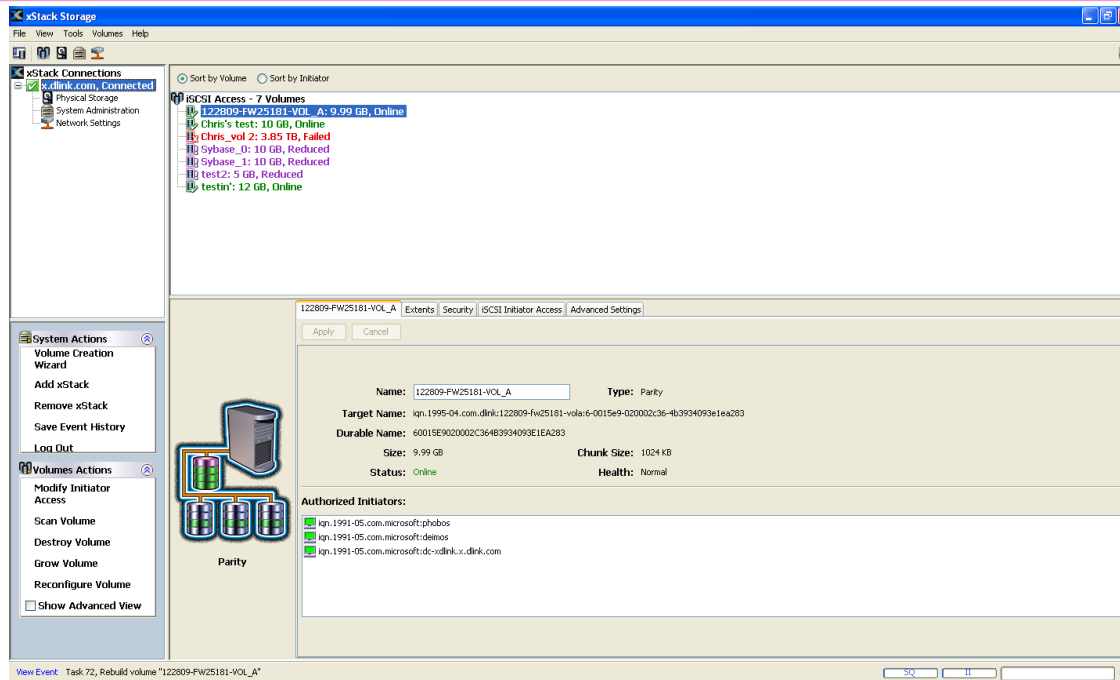 xStack Storage
File View Tools Volumes Help
xStack Connections
x.dlink.com, Connected
Physical Storage
System Administration
Network Settings
Sort by Volume Sort by Initiator
iSCSI Access - 7 Volumes
122809-FW25181-VOL_A: 9.99 GB, Online
Chris's test: 10 GB, Online
Chris_vol 2: 3.85 TB, Failed
Sybase_0: 10 GB, Reduced
Sybase_1: 10 GB, Reduced
test2: 5 GB, Reduced
testin': 12 GB, Online
System Actions
Volume Creation
Wizard
Add xStack
Remove xStack
Save Event History
Log Out
Volumes Actions
Modify Initiator
Access
Scan Volume
Destroy Volume
Grow Volume
Reconfigure Volume
Show Advanced View
Parity
122809-FW25181-VOL_A Extents Security iSCSI Initiator Access Advanced Settings
Apply Cancel
Name: 122809-FW25181-VOL_A Type: Parity
Target Name: iqn.1995-04.com.dlink:122809-fw25181-vola:6-0015e9-020002c36-4b3934093e1ea283
Durable Name: 60015E9020002C364B3934093E1EA283
Size: 9.99 GB Chunk Size: 1024 KB
Status: Online Health: Normal
Authorized Initiators:
iqn.1991-05.com.microsoft:phobos
iqn.1991-05.com.microsoft:deimos
iqn.1991-05.com.microsoft:dc-xdlink.x.dlink.com
View Event Task 72, Rebuild volume "122809-FW25181-VOL_A"
SQ II